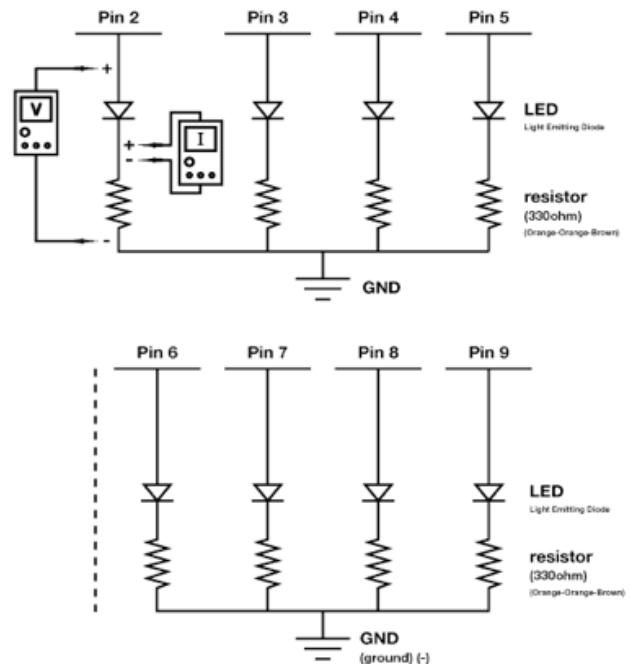 Pin 2 Pin 3 Pin 4 Pin 5
+
V
LED
Light Emitting Diode
+
I
-
resistor
(330ohm)
(Orange-Orange-Brown)
-
GND
Pin 6 Pin 7 Pin 8 Pin 9
LED
Light Emitting Diode
resistor
(330ohm)
(Orange-Orange-Brown)
GND
(ground) (-)